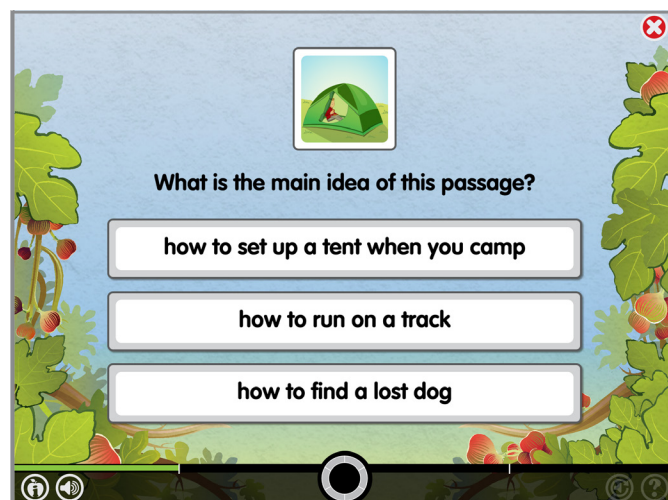 What is the main idea of this passage?
how to set up a tent when you camp
how to run on a track
how to find a lost dog